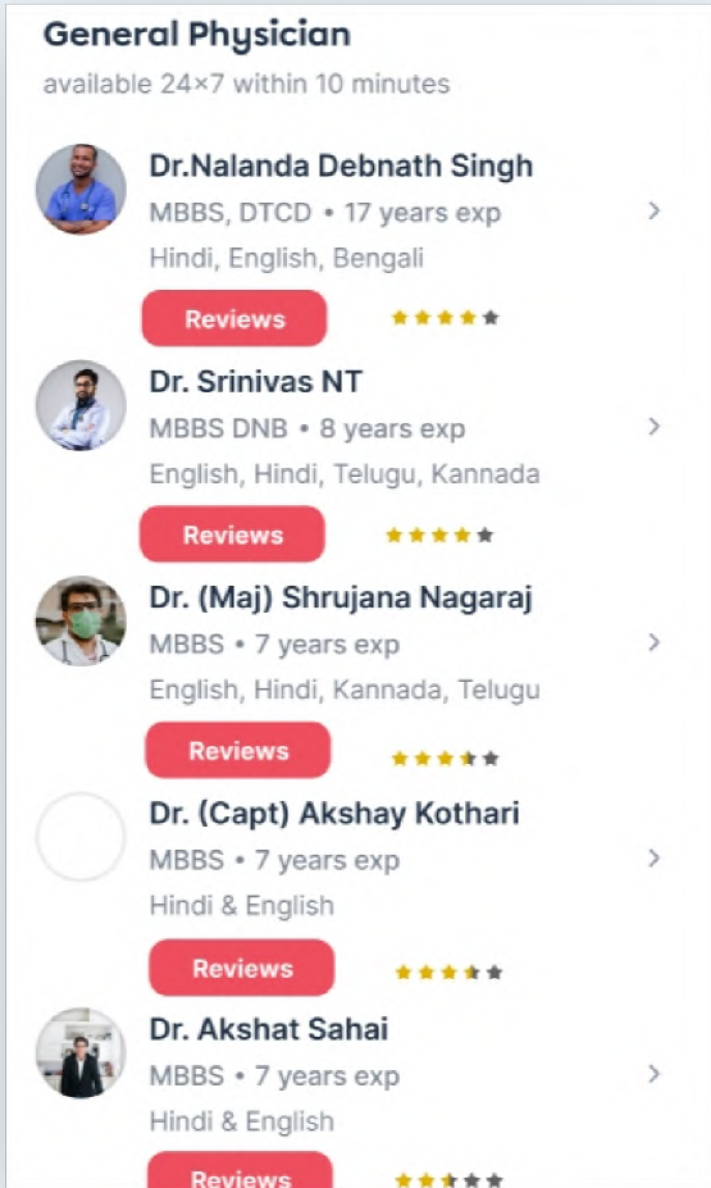 General Physician
available 24×7 within 10 minutes
Dr.Nalanda Debnath Singh
MBBS, DTCD • 17 years exp
Hindi, English, Bengali
Reviews
Dr. Srinivas NT
MBBS DNB • 8 years exp
English, Hindi, Telugu, Kannada
Reviews
Dr. (Maj) Shrujana Nagaraj
MBBS • 7 years exp
English, Hindi, Kannada, Telugu
Reviews
Dr. (Capt) Akshay Kothari
MBBS • 7 years exp
Hindi & English
Reviews
Dr. Akshat Sahai
MBBS • 7 years exp
Hindi & English
Reviews